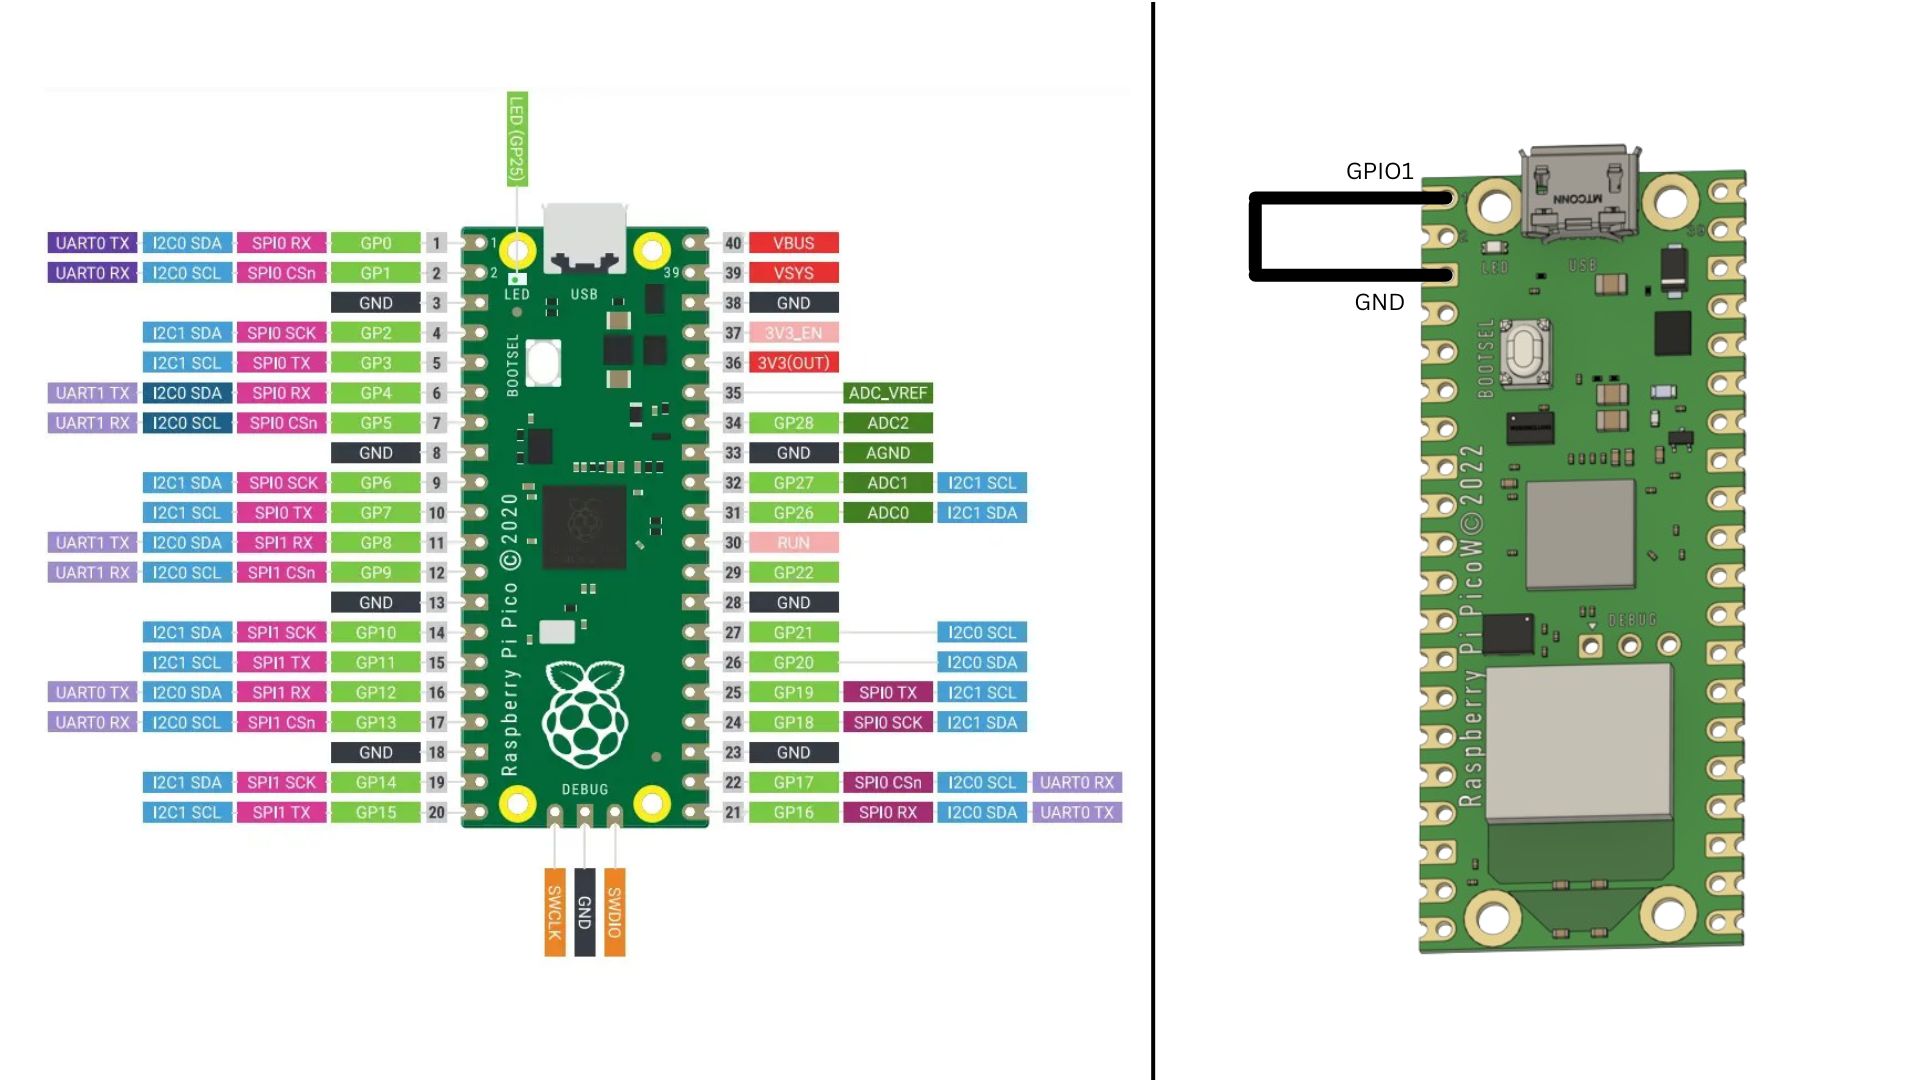 LED (GP25)
UART0 TX I2C0 SDA SPI0 RX GP0 1 40 VBUS
UART0 RX I2C0 SCL SPI0 CSn GP1 2 39 VSYS
GND 3 38 GND
I2C1 SDA SPI0 SCK GP2 4 37 3V3_EN
I2C1 SCL SPI0 TX GP3 5 36 3V3(OUT)
UART1 TX I2C0 SDA SPI0 RX GP4 6 35 ADC_VREF
UART1 RX I2C0 SCL SPI0 CSn GP5 7 34 GP28 ADC2
GND 8 33 GND AGND
I2C1 SDA SPI0 SCK GP6 9 32 GP27 ADC1 I2C1 SCL
I2C1 SCL SPI0 TX GP7 10 31 GP26 ADC0 I2C1 SDA
UART1 TX I2C0 SDA SPI1 RX GP8 11 30 RUN
UART1 RX I2C0 SCL SPI1 CSn GP9 12 29 GP22
GND 13 28 GND
I2C1 SDA SPI1 SCK GP10 14 27 GP21 I2C0 SCL
I2C1 SCL SPI1 TX GP11 15 26 GP20 I2C0 SDA
UART0 TX I2C0 SDA SPI1 RX GP12 16 25 GP19 SPI0 TX I2C1 SCL
UART0 RX I2C0 SCL SPI1 CSn GP13 17 24 GP18 SPI0 SCK I2C1 SDA
GND 18 23 GND
I2C1 SDA SPI1 SCK GP14 19 22 GP17 SPI0 CSn I2C0 SCL UART0 RX
I2C1 SCL SPI1 TX GP15 20 21 GP16 SPI0 RX I2C0 SDA UART0 TX
1
2 39
LED USB
BOOTSEL
Raspberry Pi Pico © 2020
DEBUG
SWCLK GND SWDIO
GPIO1
GND
MTCONN
LED USB
BOOTSEL
Raspberry Pi PicoW©2022
DEBUG